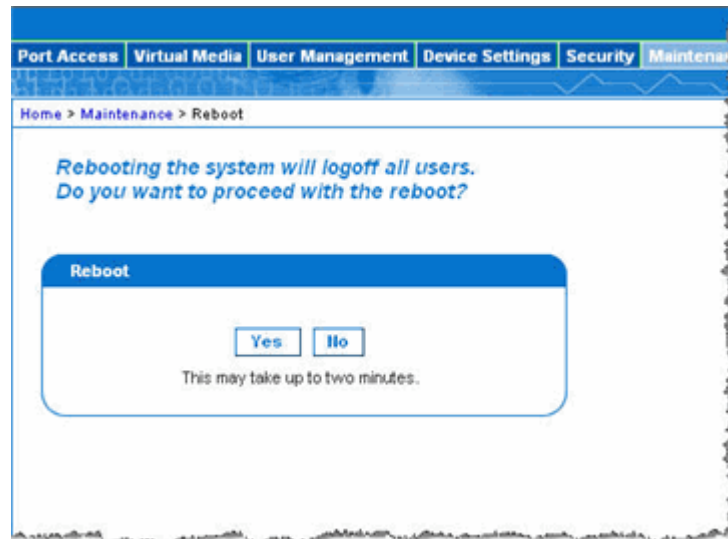 Port Access Virtual Media User Management Device Settings Security Maintena
Home > Maintenance > Reboot
Rebooting the system will logoff all users.
Do you want to proceed with the reboot?
Reboot
Yes No
This may take up to two minutes.